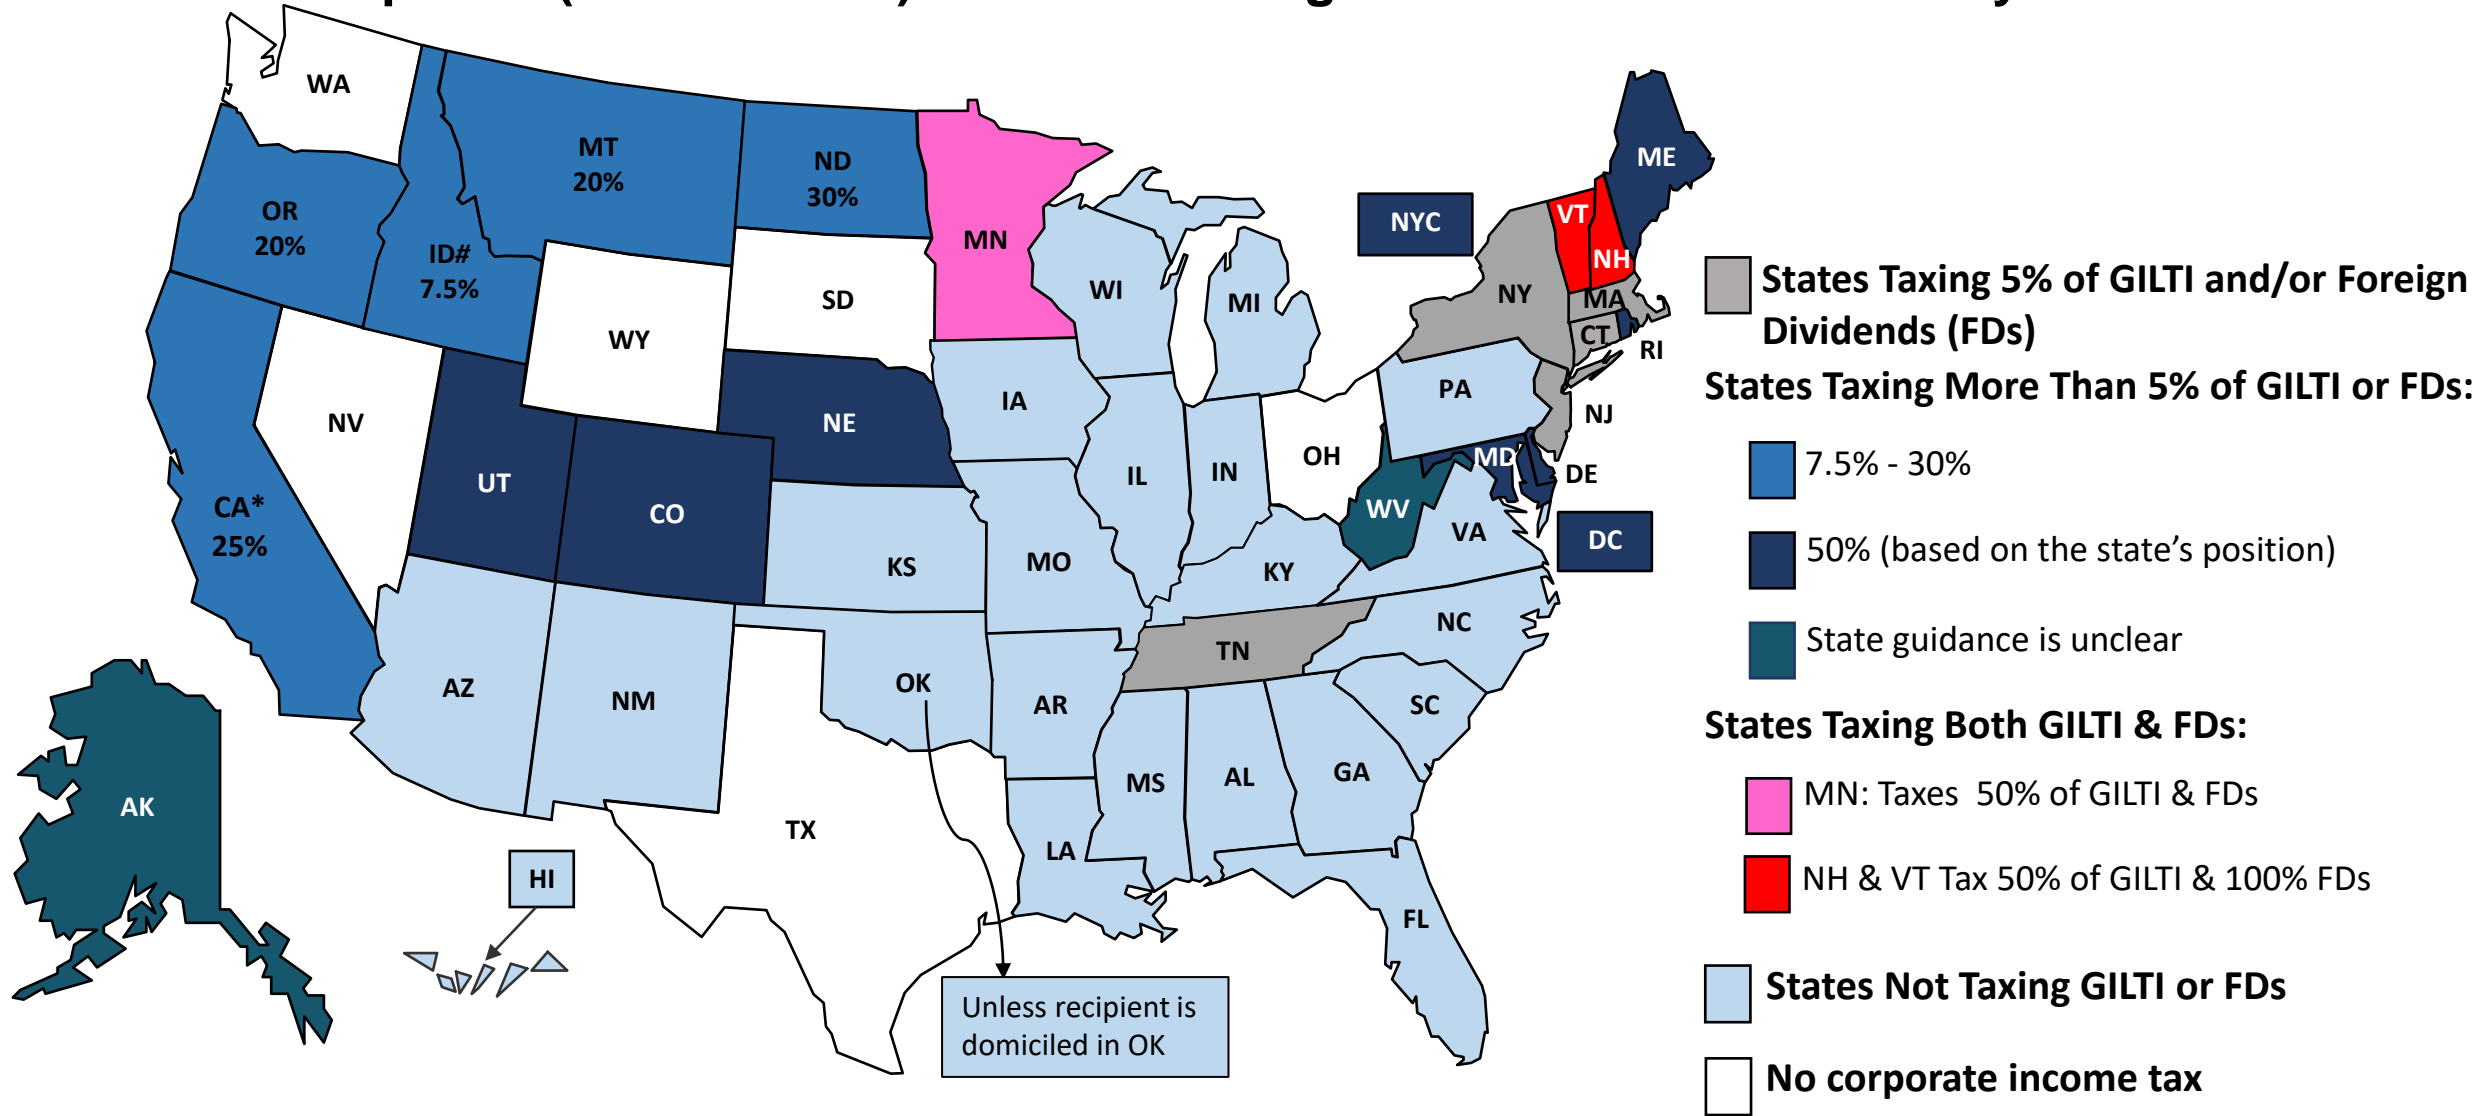 WA
MT
20%
ND
30%
MN
OR
20%
ID#
7.5%
SD
WY
WI
MI
NYC
ME
VT
NH
NY
MA
CT
RI
PA
NJ
IA
NE
NV
UT
CO
CA*
25%
IL
IN
OH
MD
DE
WV
VA
DC
KS
MO
KY
NC
TN
AZ
NM
OK
AR
SC
MS
AL
GA
AK
TX
LA
HI
FL
Unless recipient is
domiciled in OK
States Taxing 5% of GILTI and/or Foreign
Dividends (FDs)
States Taxing More Than 5% of GILTI or FDs:
7.5% - 30%
50% (based on the state’s position)
State guidance is unclear
States Taxing Both GILTI & FDs:
MN: Taxes 50% of GILTI & FDs
NH & VT Tax 50% of GILTI & 100% FDs
States Not Taxing GILTI or FDs
No corporate income tax